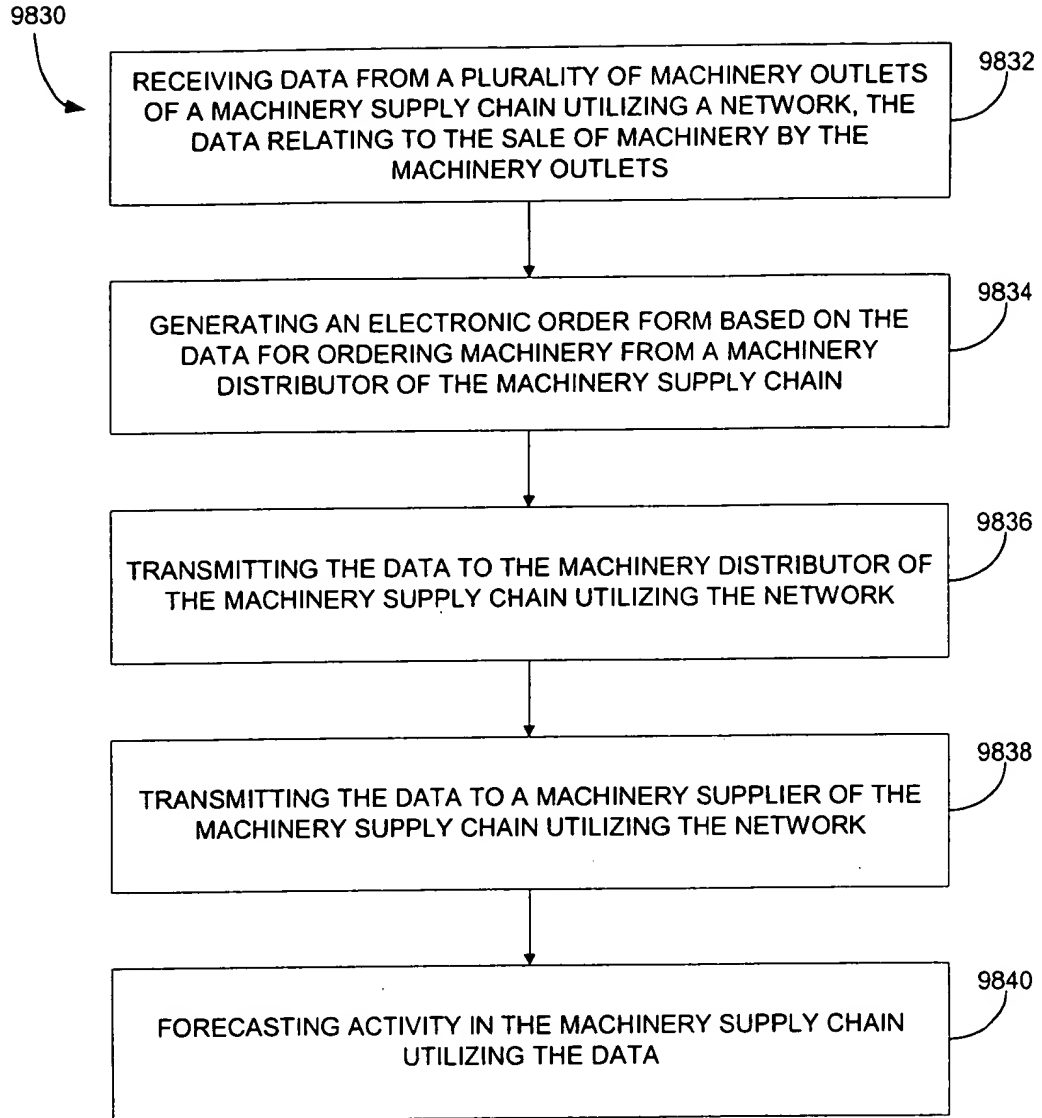 9830
RECEIVING DATA FROM A PLURALITY OF MACHINERY OUTLETS
OF A MACHINERY SUPPLY CHAIN UTILIZING A NETWORK, THE
DATA RELATING TO THE SALE OF MACHINERY BY THE
MACHINERY OUTLETS
9832
GENERATING AN ELECTRONIC ORDER FORM BASED ON THE
DATA FOR ORDERING MACHINERY FROM A MACHINERY
DISTRIBUTOR OF THE MACHINERY SUPPLY CHAIN
9834
TRANSMITTING THE DATA TO THE MACHINERY DISTRIBUTOR OF
THE MACHINERY SUPPLY CHAIN UTILIZING THE NETWORK
9836
TRANSMITTING THE DATA TO A MACHINERY SUPPLIER OF THE
MACHINERY SUPPLY CHAIN UTILIZING THE NETWORK
9838
FORECASTING ACTIVITY IN THE MACHINERY SUPPLY CHAIN
UTILIZING THE DATA
9840